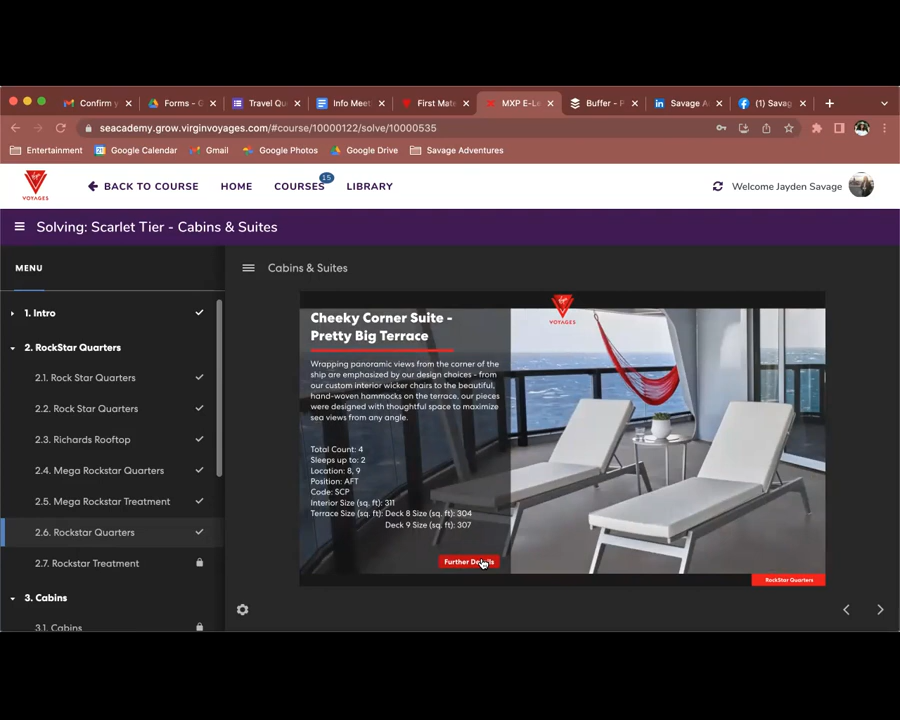 Confirm y
Forms - G
Travel Qu
Info Meet
First Mate
MXP E-Le
Buffer - P
Savage A
(1) Savag
seacademy.grow.virginvoyages.com/#course/10000122/solve/10000535
Entertainment
Google Calendar
Gmail
Google Photos
Google Drive
Savage Adventures
VOYAGES
BACK TO COURSE
HOME
COURSES
15
LIBRARY
Welcome Jayden Savage
Solving: Scarlet Tier - Cabins & Suites
MENU
Cabins & Suites
1. Intro
2. RockStar Quarters
2.1. Rock Star Quarters
2.2. Rock Star Quarters
2.3. Richards Rooftop
2.4. Mega Rockstar Quarters
2.5. Mega Rockstar Treatment
2.6. Rockstar Quarters
2.7. Rockstar Treatment
3. Cabins
3.1. Cabins
VOYAGES
Cheeky Corner Suite -
Pretty Big Terrace
Wrapping panoramic views from the corner of the
ship are emphasized by our design choices - from
our custom interior wicker chairs to the beautiful,
hand-woven hammocks on the terrace, our pieces
were designed with thoughtful space to maximize
sea views from any angle.
Total Count: 4
Sleeps up to: 2
Location: 8, 9
Position: AFT
Code: SCP
Interior Size (sq. ft): 311
Terrace Size (sq. ft): Deck 8 Size (sq. ft): 304
Deck 9 Size (sq. ft): 307
Further Details
RockStar Quarters